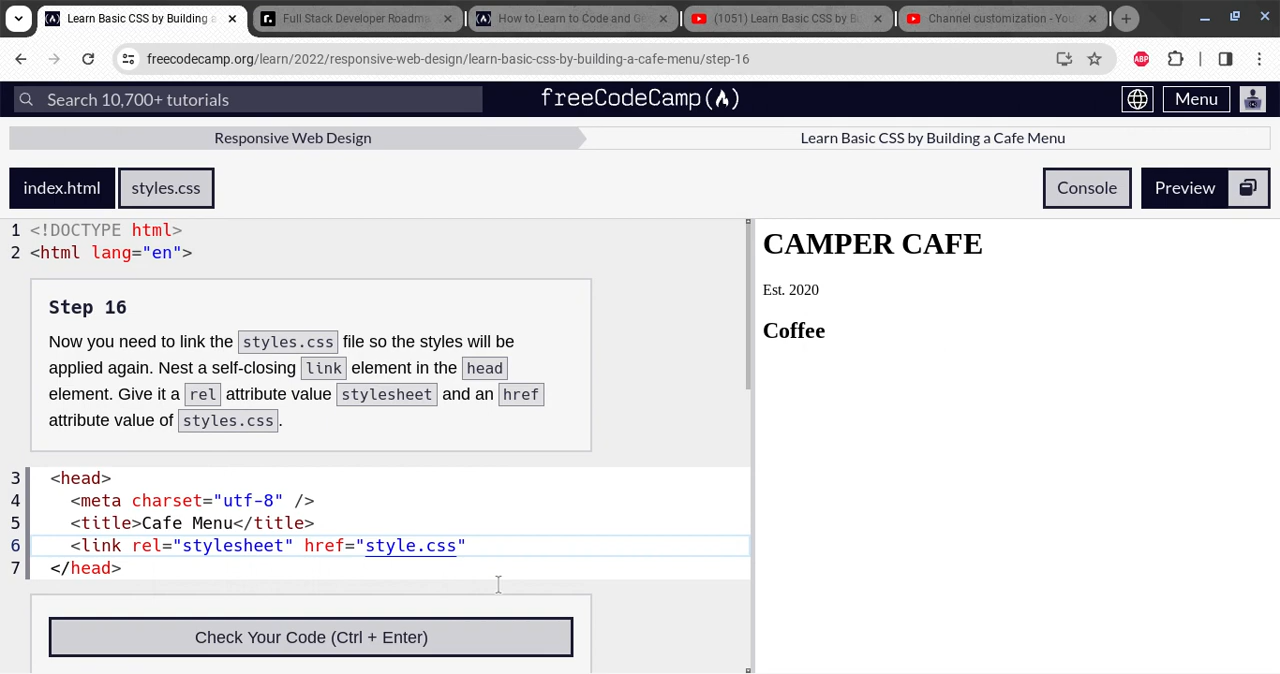 Learn Basic CSS by Building a
Full Stack Developer Roadma
How to Learn to Code and Ge
(1051) Learn Basic CSS by Bu
Channel customization - You
freecodecamp.org/learn/2022/responsive-web-design/learn-basic-css-by-building-a-cafe-menu/step-16
ABP
Search 10,700+ tutorials
freeCodeCamp
Menu
Responsive Web Design
Learn Basic CSS by Building a Cafe Menu
index.html
styles.css
Console
Preview
1 <!DOCTYPE html>
2 <html lang="en">
Step 16
Now you need to link the styles.css file so the styles will be
applied again. Nest a self-closing link element in the head
element. Give it a rel attribute value stylesheet and an href
attribute value of styles.css.
3 <head>
4 <meta charset="utf-8" />
5 <title>Cafe Menu</title>
6 <link rel="stylesheet" href="style.css"
7 </head>
Check Your Code (Ctrl + Enter)
CAMPER CAFE
Est. 2020
Coffee